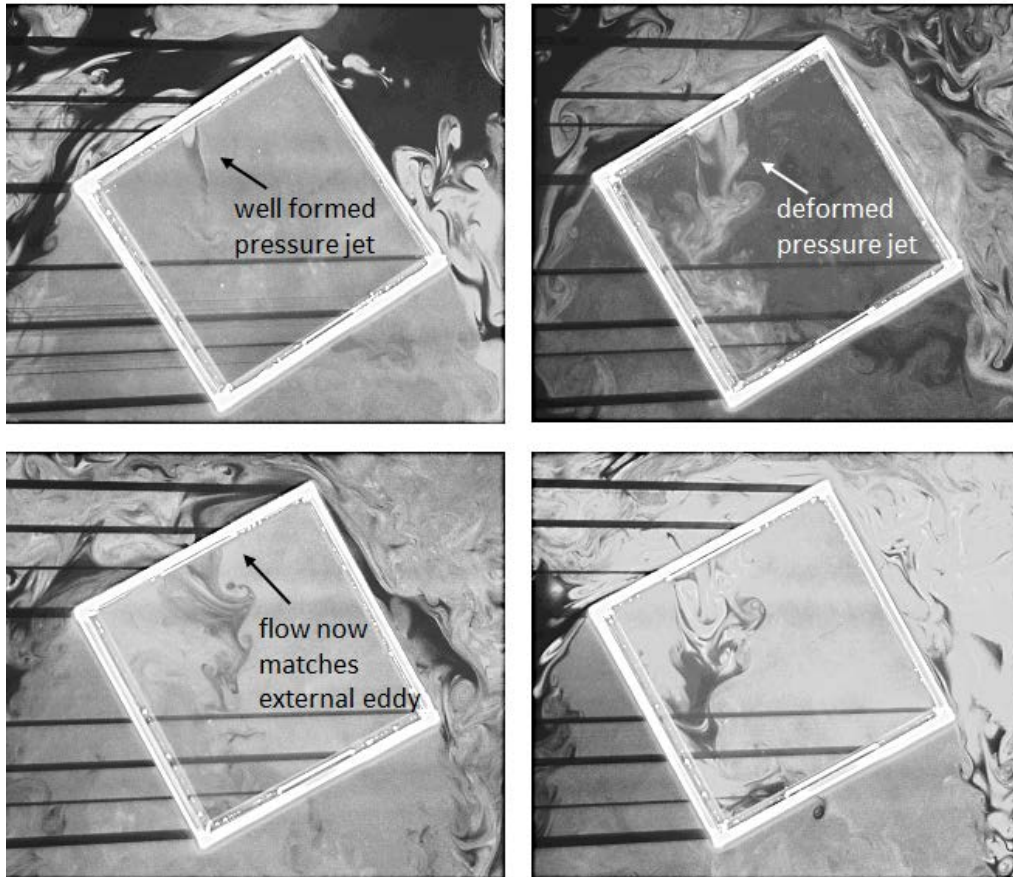 well formed
pressure jet
deformed
pressure jet
flow now
matches
external eddy